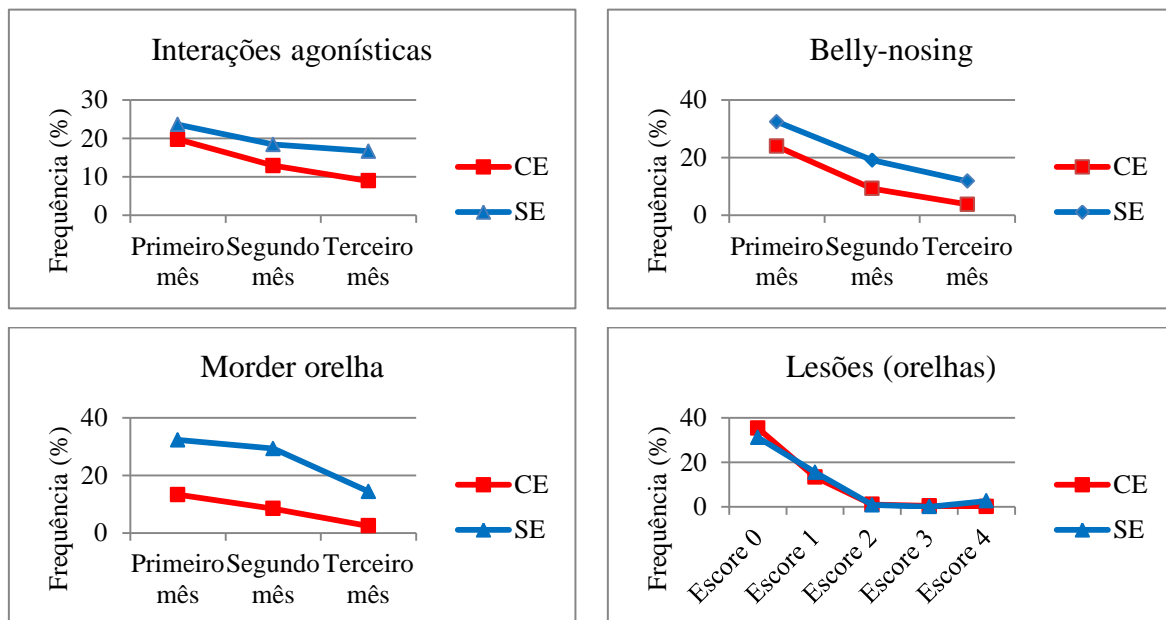 Interações agonísticas
Frequência (%)
30
20
10
0
Primeiro mês
Segundo mês
Terceiro mês
CE
SE
Belly-nosing
Frequência (%)
40
20
0
Primeiro mês
Segundo mês
Terceiro mês
CE
SE
Morder orelha
Frequência (%)
40
20
0
Primeiro mês
Segundo mês
Terceiro mês
CE
SE
Lesões (orelhas)
Frequência (%)
40
20
0
Escore 0
Escore 1
Escore 2
Escore 3
Escore 4
CE
SE